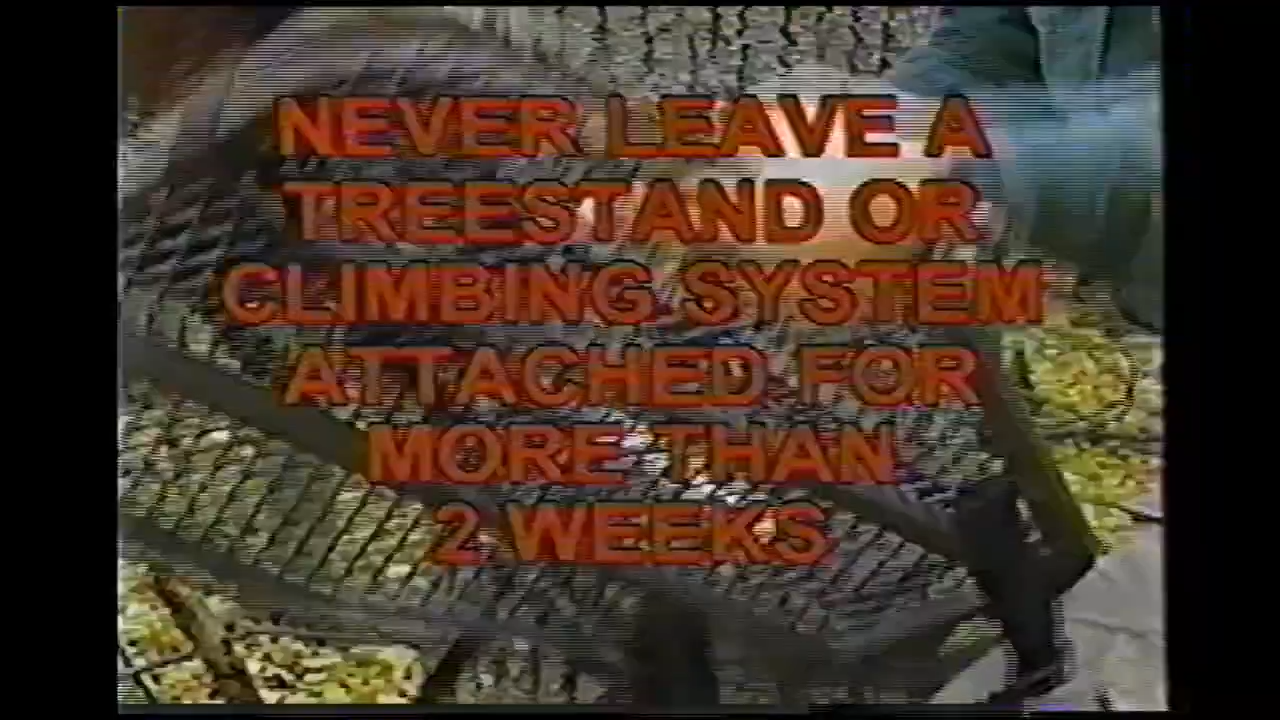 NEVER LEAVE A
TREESTAND OR
CLIMBING SYSTEM
ATTACHED FOR
MORE THAN
2 WEEKS